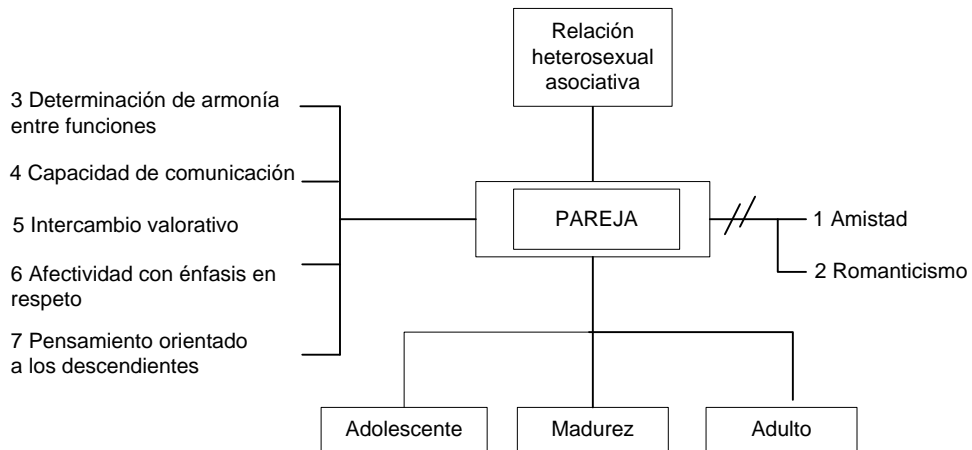 Relación
heterosexual
asociativa
3 Determinación de armonía
entre funciones
4 Capacidad de comunicación
5 Intercambio valorativo
6 Afectividad con énfasis en
respeto
7 Pensamiento orientado
a los descendientes
PAREJA
1 Amistad
2 Romanticismo
Adolescente
Madurez
Adulto